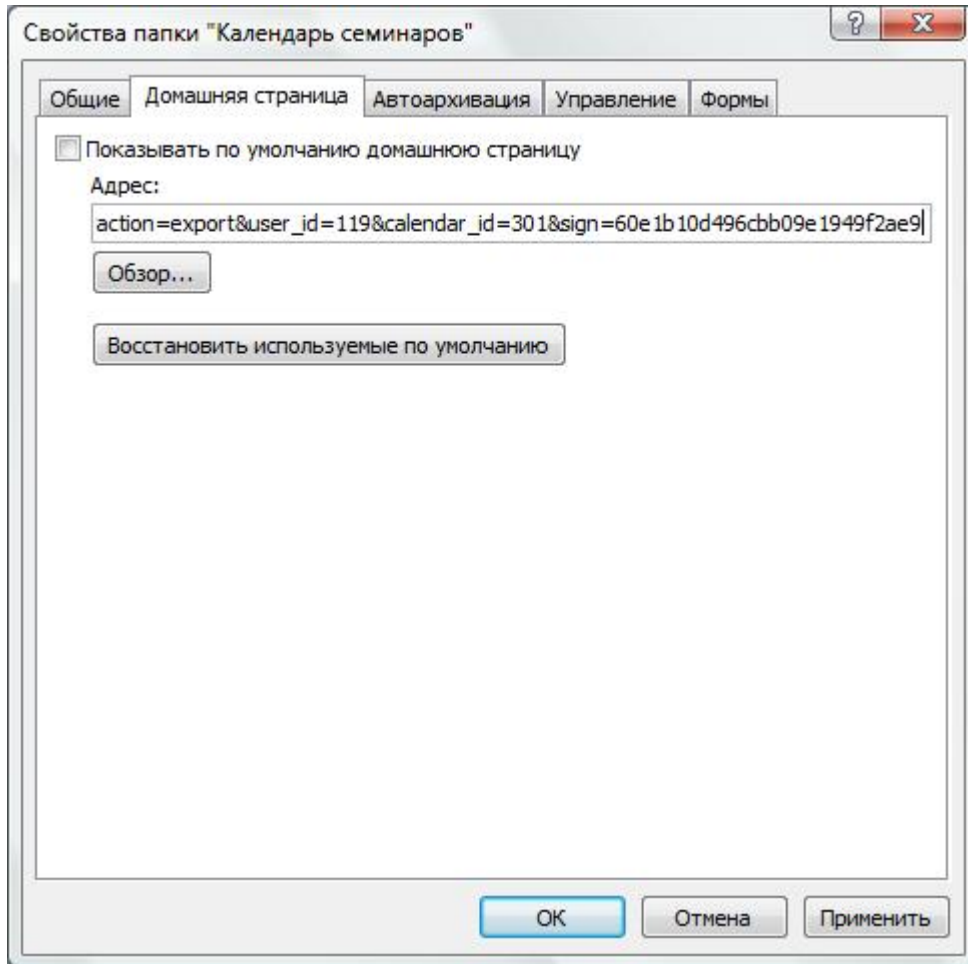 Свойства папки "Календарь семинаров"
Общие Домашняя страница Автоархивация Управление Формы
Показывать по умолчанию домашнюю страницу
Адрес:
action=export&user_id=119&calendar_id=301&sign=60e1b10d496cbb09e1949f2ae9
Обзор...
Восстановить используемые по умолчанию
ОК Отмена Применить